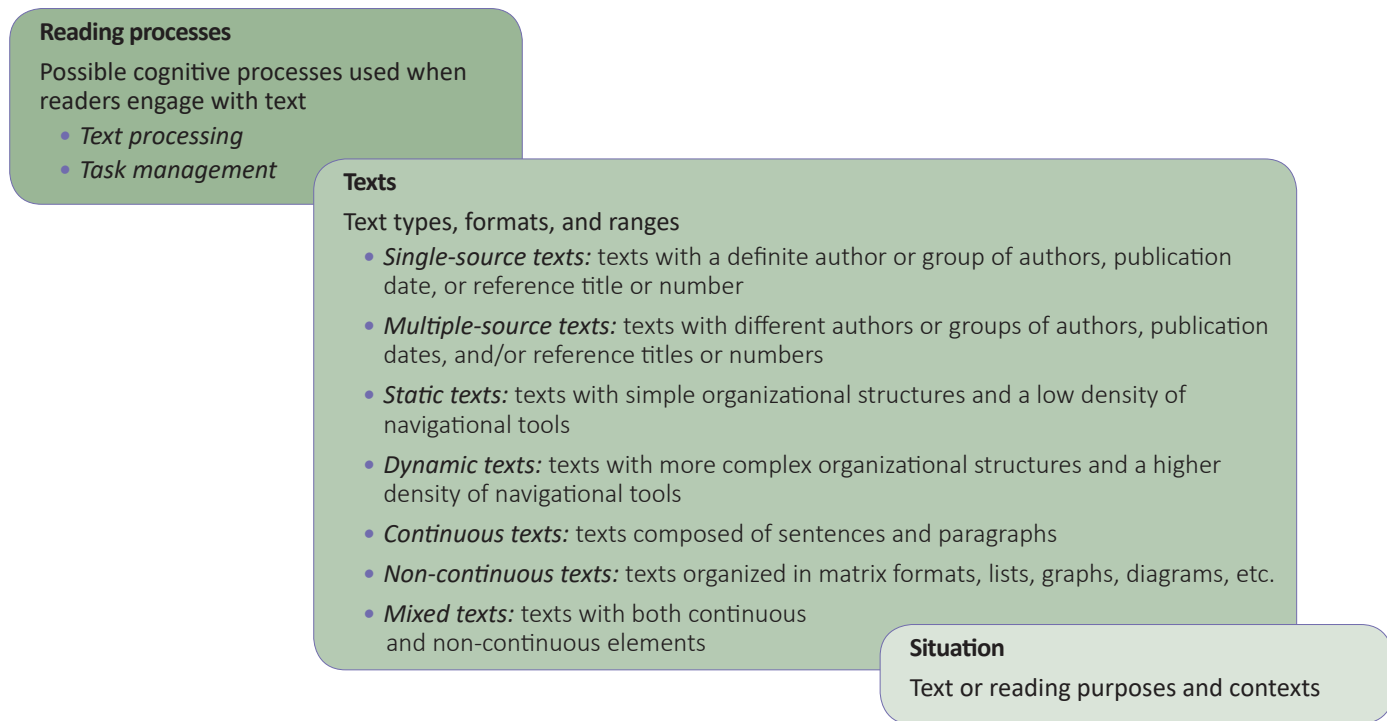 Reading processes
Possible cognitive processes used when
readers engage with text
• Text processing
• Task management
Texts
Text types, formats, and ranges
• Single-source texts: texts with a definite author or group of authors, publication
date, or reference title or number
• Multiple-source texts: texts with different authors or groups of authors, publication
dates, and/or reference titles or numbers
• Static texts: texts with simple organizational structures and a low density of
navigational tools
• Dynamic texts: texts with more complex organizational structures and a higher
density of navigational tools
• Continuous texts: texts composed of sentences and paragraphs
• Non-continuous texts: texts organized in matrix formats, lists, graphs, diagrams, etc.
• Mixed texts: texts with both continuous
and non-continuous elements
Situation
Text or reading purposes and contexts